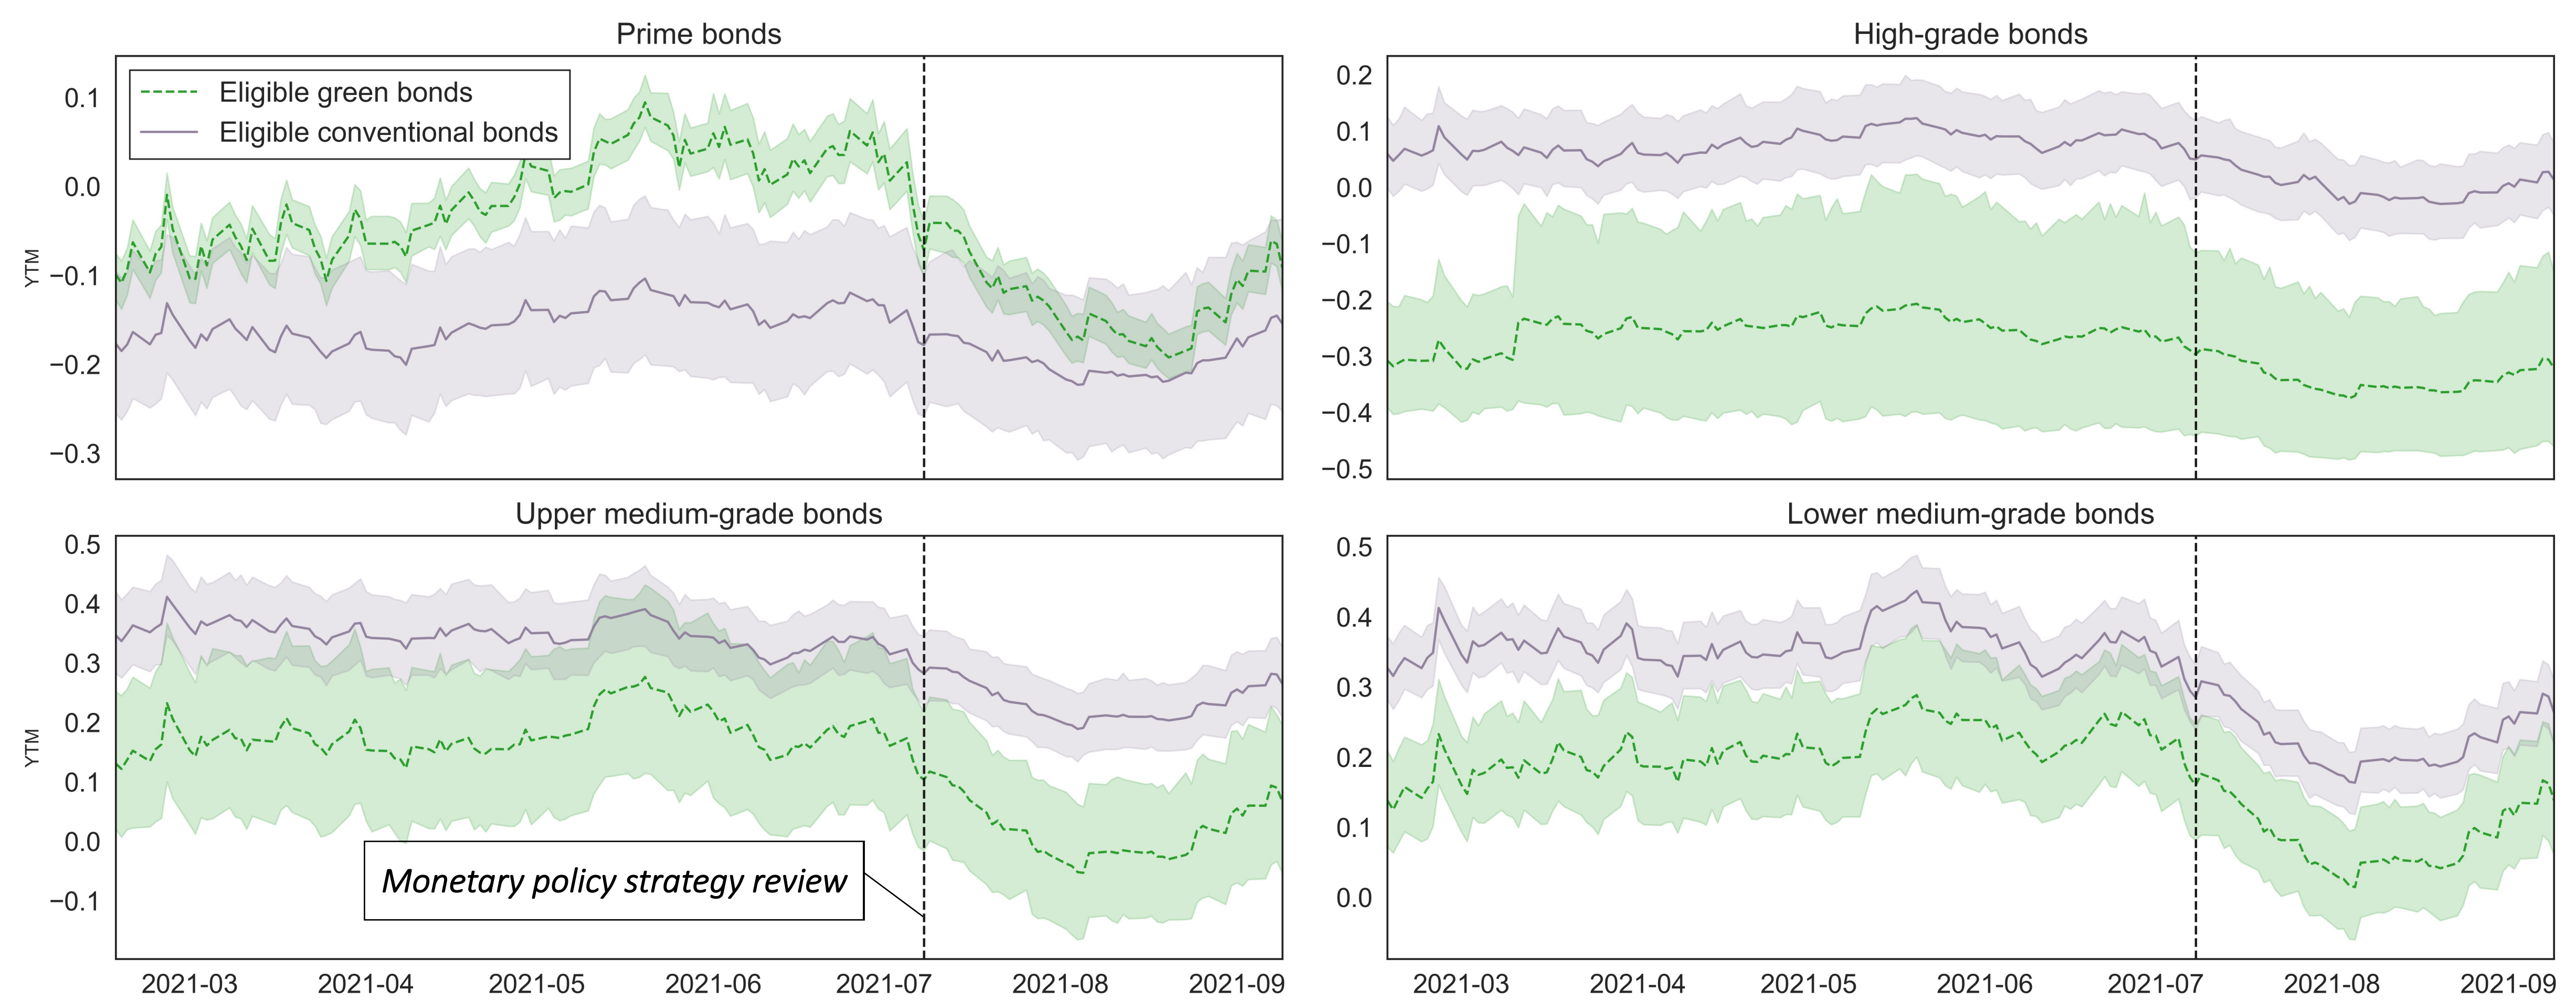 Prime bonds
Eligible green bonds
Eligible conventional bonds
YTM
0.1
0.0
−0.1
−0.2
−0.3
High-grade bonds
0.2
0.1
0.0
−0.1
−0.2
−0.3
−0.4
−0.5
Upper medium-grade bonds
YTM
0.5
0.4
0.3
0.2
0.1
0.0
−0.1
Monetary policy strategy review
2021-03 2021-04 2021-05 2021-06 2021-07 2021-08 2021-09
Lower medium-grade bonds
0.5
0.4
0.3
0.2
0.1
0.0
2021-03 2021-04 2021-05 2021-06 2021-07 2021-08 2021-09